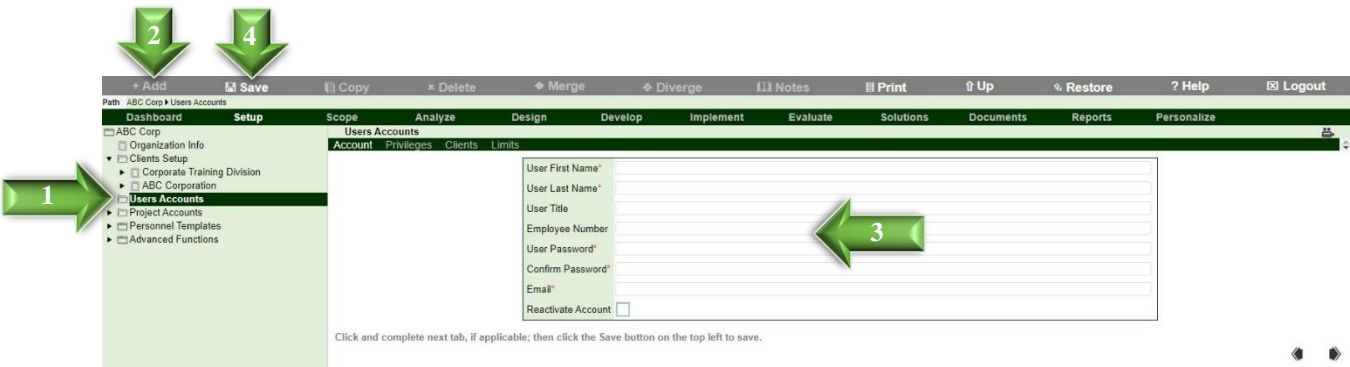 2 4
+ Add Save Copy × Delete Merge Diverge Notes Print Up Restore ? Help Logout
Path ABC Corp Users Accounts
Dashboard Setup Scope Analyze Design Develop Implement Evaluate Solutions Documents Reports Personalize
ABC Corp
Organization Info
Clients Setup
Corporate Training Division
ABC Corporation
1
Users Accounts
Project Accounts
Personnel Templates
Advanced Functions
Users Accounts
Account Privileges Clients Limits
User First Name*
User Last Name*
User Title
Employee Number
3
User Password*
Confirm Password*
Email*
Reactivate Account
Click and complete next tab, if applicable; then click the Save button on the top left to save.